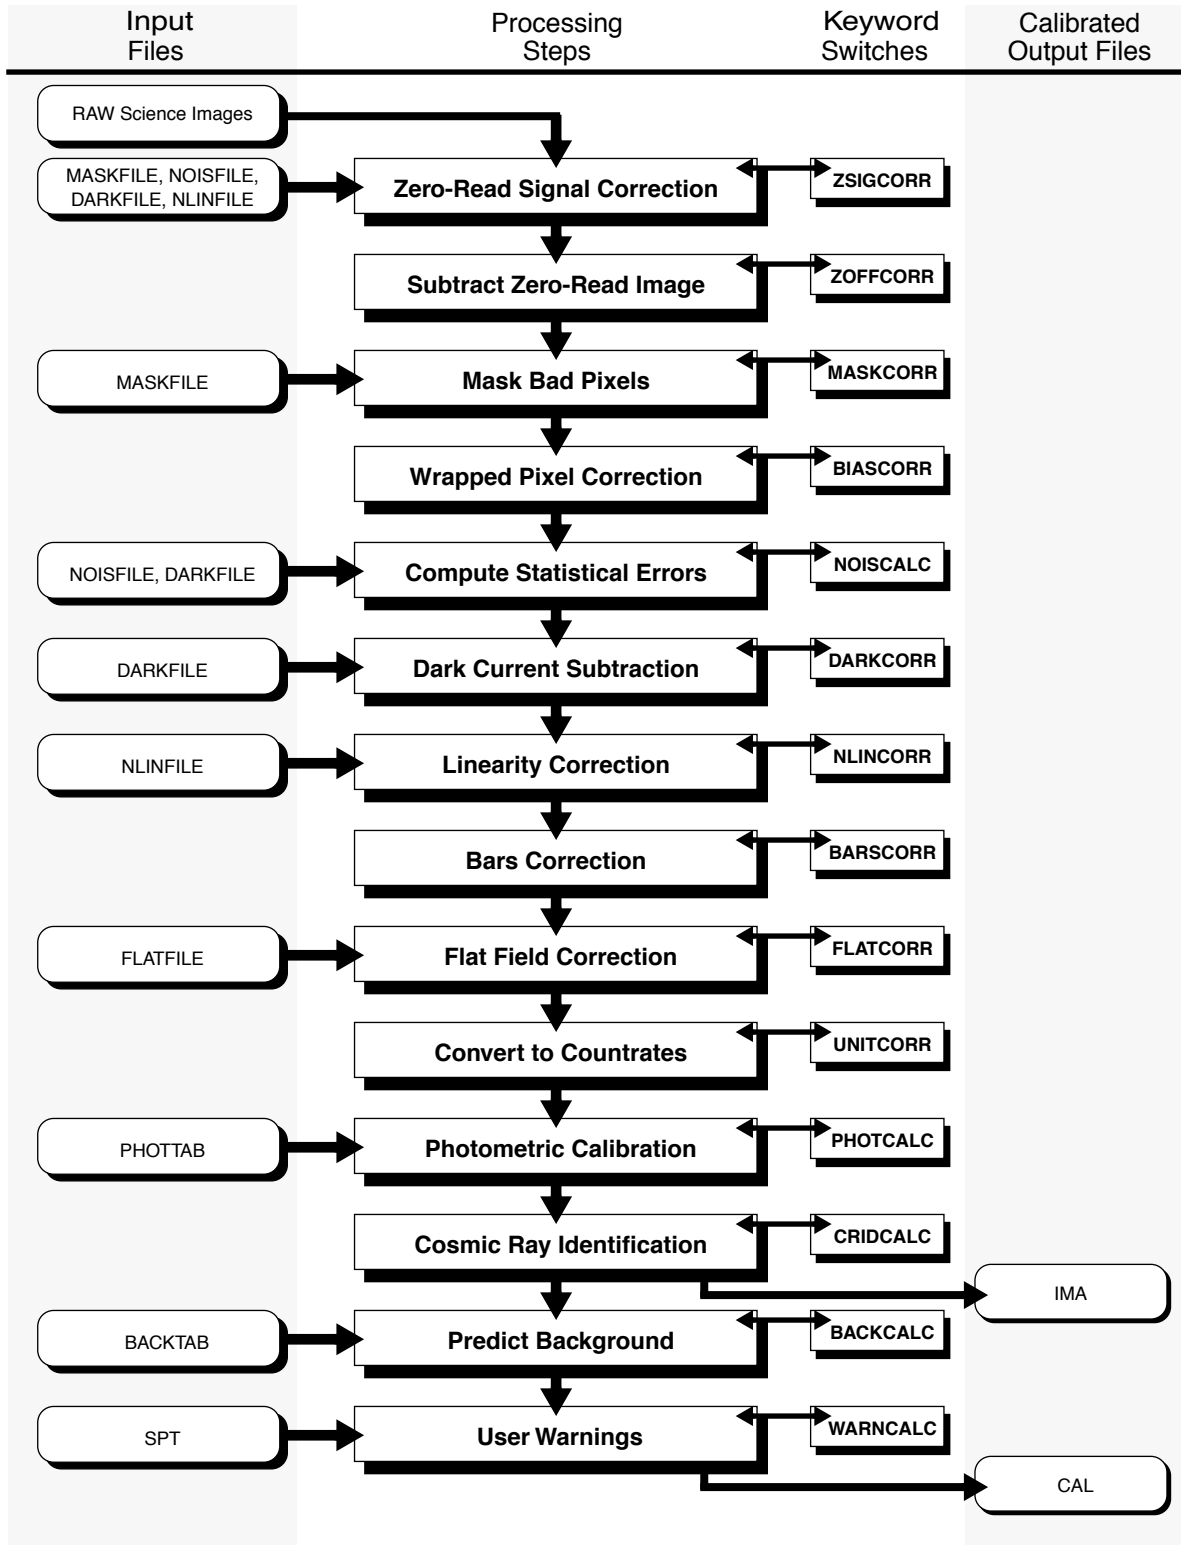 Input
Files
Processing
Steps
Keyword
Switches
Calibrated
Output Files
RAW Science Images
MASKFILE, NOISFILE,
DARKFILE, NLINFILE
Zero-Read Signal Correction
ZSIGCORR
Subtract Zero-Read Image
ZOFFCORR
MASKFILE
Mask Bad Pixels
MASKCORR
Wrapped Pixel Correction
BIASCORR
NOISFILE, DARKFILE
Compute Statistical Errors
NOISCALC
DARKFILE
Dark Current Subtraction
DARKCORR
NLINFILE
Linearity Correction
NLINCORR
Bars Correction
BARSCORR
FLATFILE
Flat Field Correction
FLATCORR
Convert to Countrates
UNITCORR
PHOTTAB
Photometric Calibration
PHOTCALC
Cosmic Ray Identification
CRIDCALC
IMA
BACKTAB
Predict Background
BACKCALC
SPT
User Warnings
WARNCALC
CAL